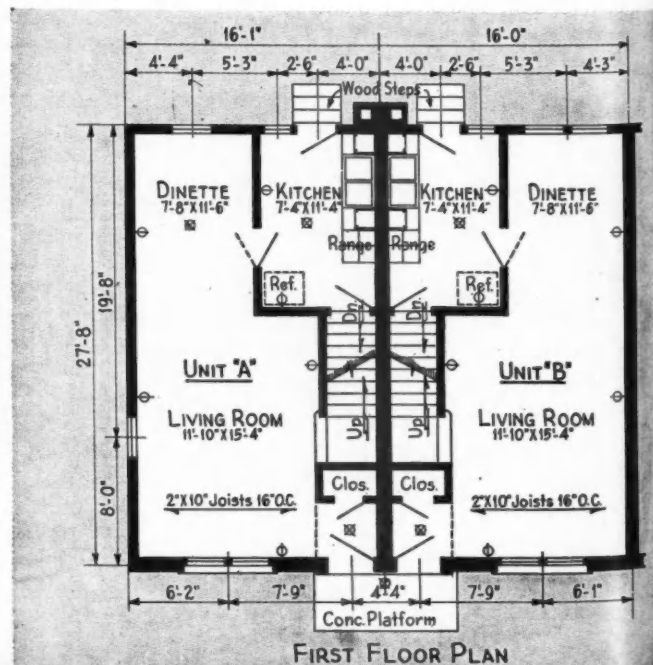 16'-1" 16'-0"
4'-4" 5'-3" 2'-6" 4'-0" 4'-0" 2'-6" 5'-3" 4'-3"
Wood Steps
DINETTE KITCHEN KITCHEN DINETTE
7'-8"X11'-6" 7'-4"X11'-4" 7'-4"X11'-4" 7'-8"X11'-6"
Range Range
Ref. Ref.
Dn. Dn.
19'-8"
27'-8"
UNIT "A" UNIT "B"
Up Up
LIVING ROOM LIVING ROOM
11'-10"X15'-4" 11'-10"X15'-4"
Clos. Clos.
8'-0"
2"X10" Joists 16"O.C. 2"X10" Joists 16"O.C.
6'-2" 7'-9" 4'-4" 7'-9" 6'-1"
Conc. Platform
FIRST FLOOR PLAN